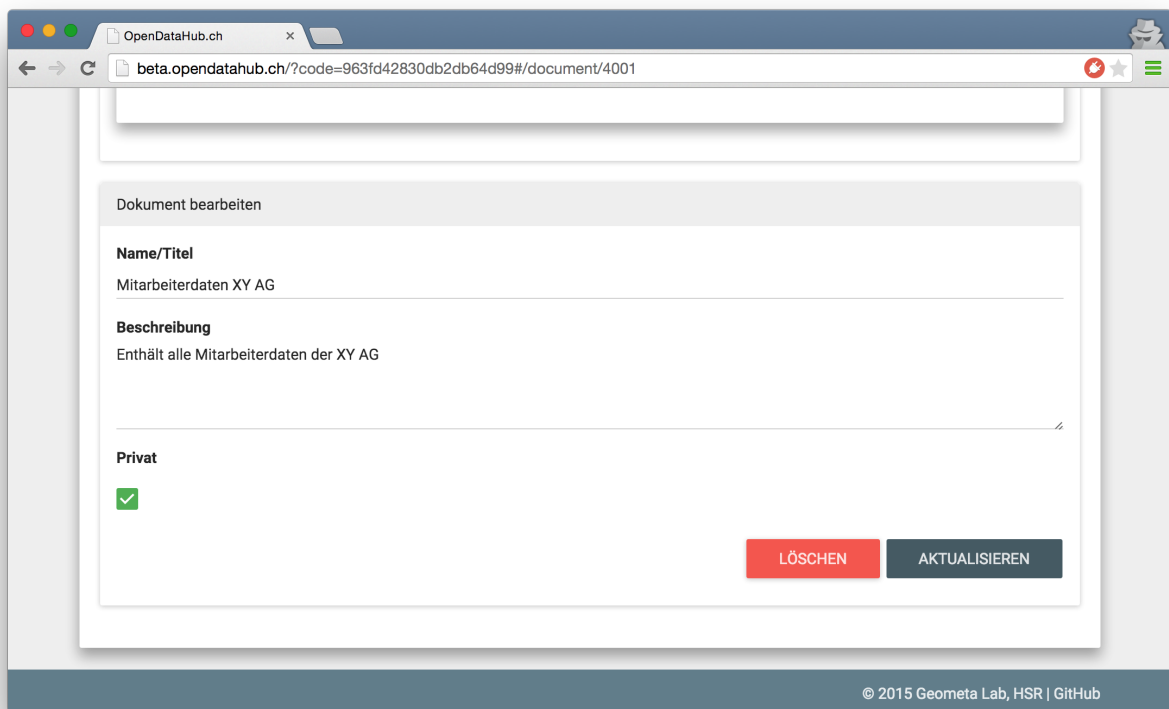 OpenDataHub.ch
beta.opendatahub.ch/?code=963fd42830db2db64d99#/document/4001
Dokument bearbeiten
Name/Titel
Mitarbeiterdaten XY AG
Beschreibung
Enthält alle Mitarbeiterdaten der XY AG
Privat
LÖSCHEN AKTUALISIEREN
© 2015 Geometa Lab, HSR | GitHub